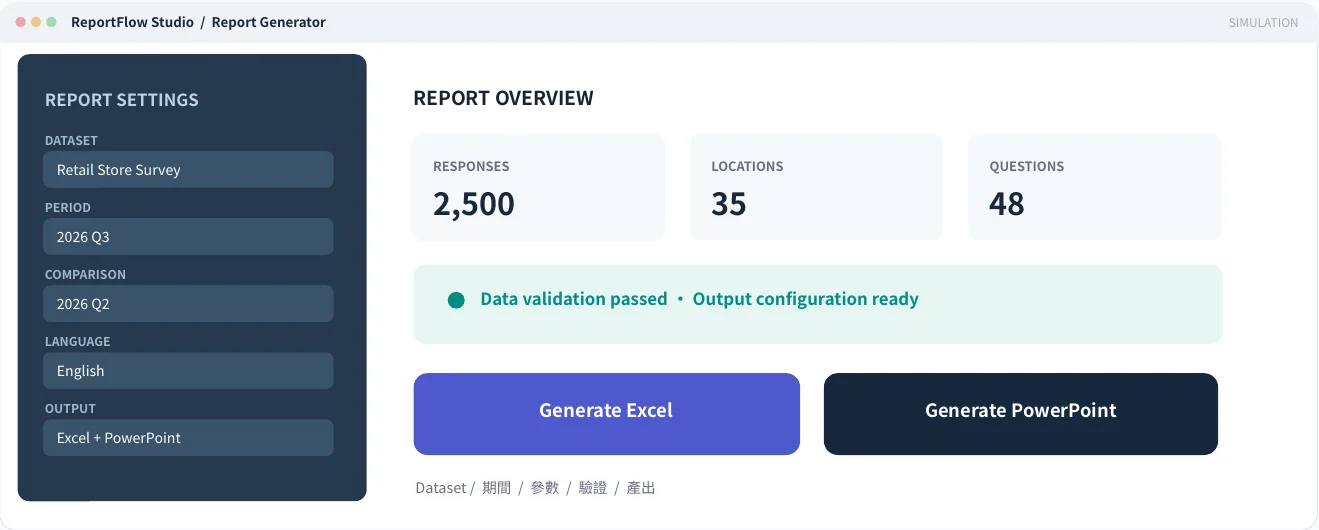 ReportFlow Studio / Report Generator
SIMULATION
REPORT SETTINGS
DATASET
Retail Store Survey
PERIOD
2026 Q3
COMPARISON
2026 Q2
LANGUAGE
English
OUTPUT
Excel + PowerPoint
REPORT OVERVIEW
RESPONSES
2,500
LOCATIONS
35
QUESTIONS
48
Data validation passed • Output configuration ready
Generate Excel
Generate PowerPoint
Dataset / 期間 / 參數 / 驗證 / 產出